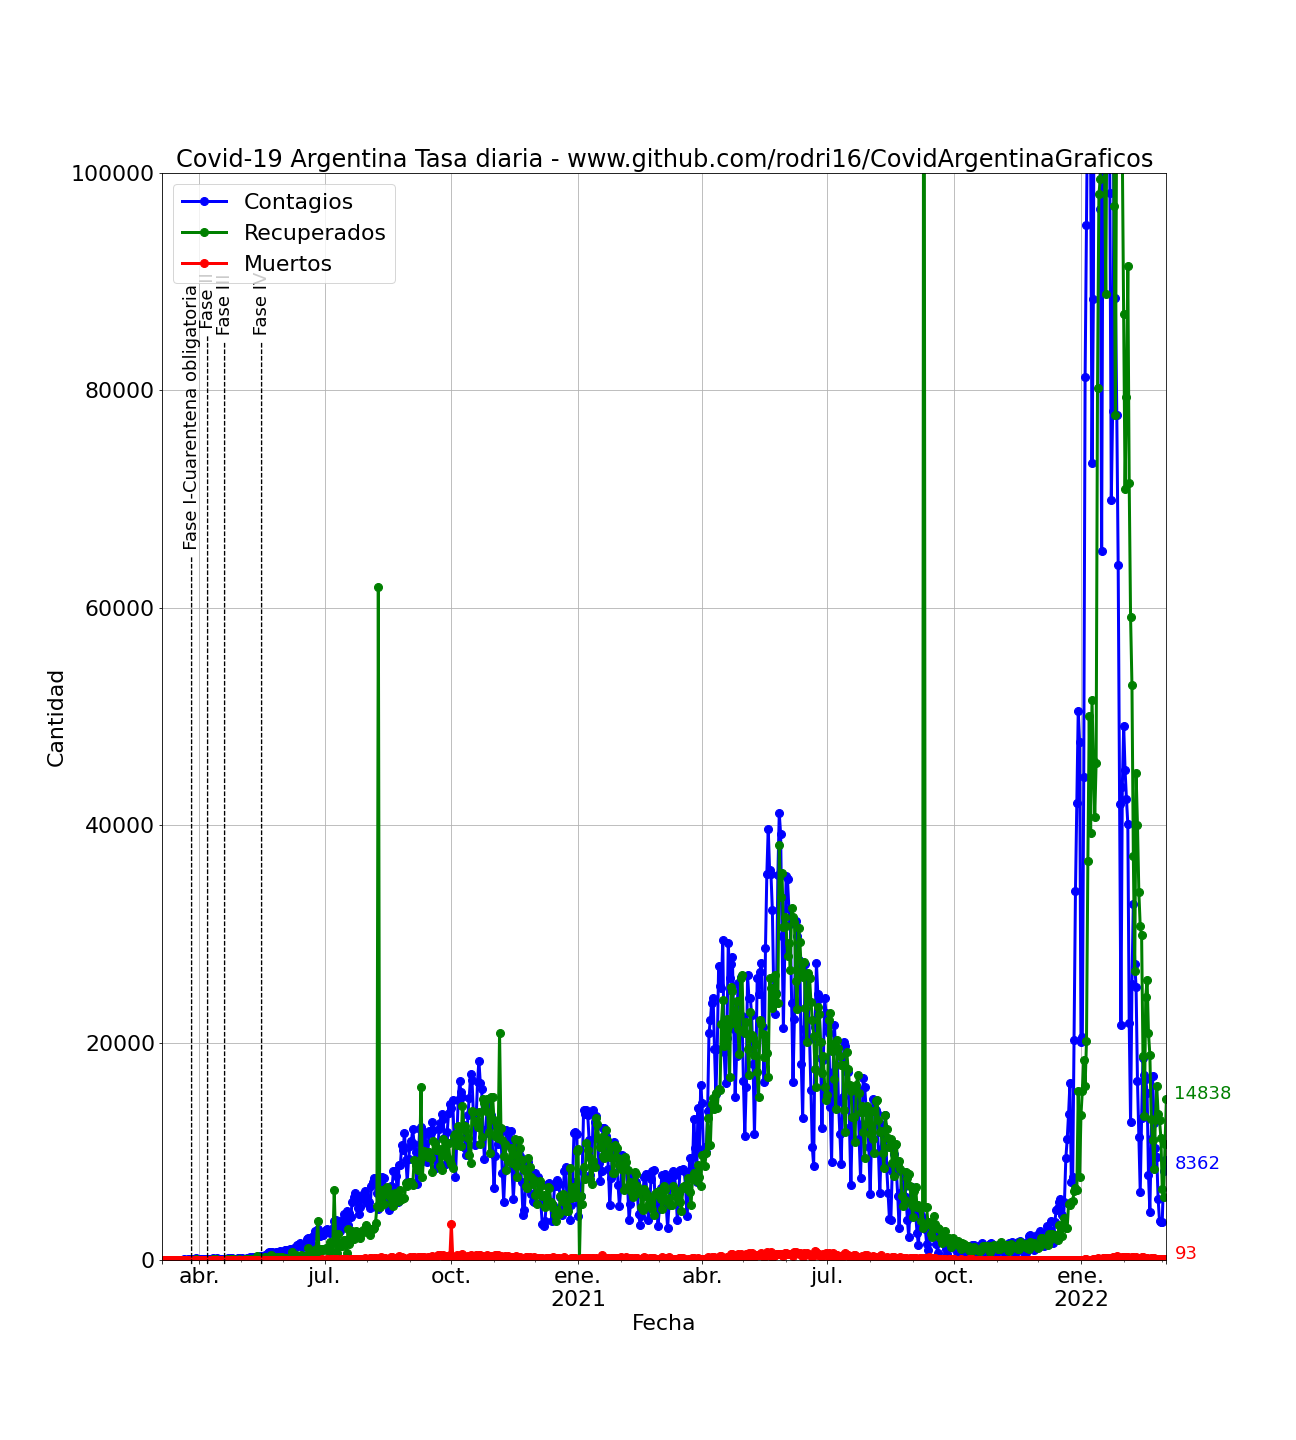 Covid-19 Argentina Tasa diaria - www.github.com/rodri16/CovidArgentinaGraficos
100000
80000
60000
40000
20000
0
Cantidad
Contagios
Recuperados
Muertos
Fase I-Cuarentena obligatoria
Fase II
Fase III
Fase IV
14838
8362
93
abr.
jul.
oct.
ene.
2021
abr.
jul.
oct.
ene.
2022
Fecha